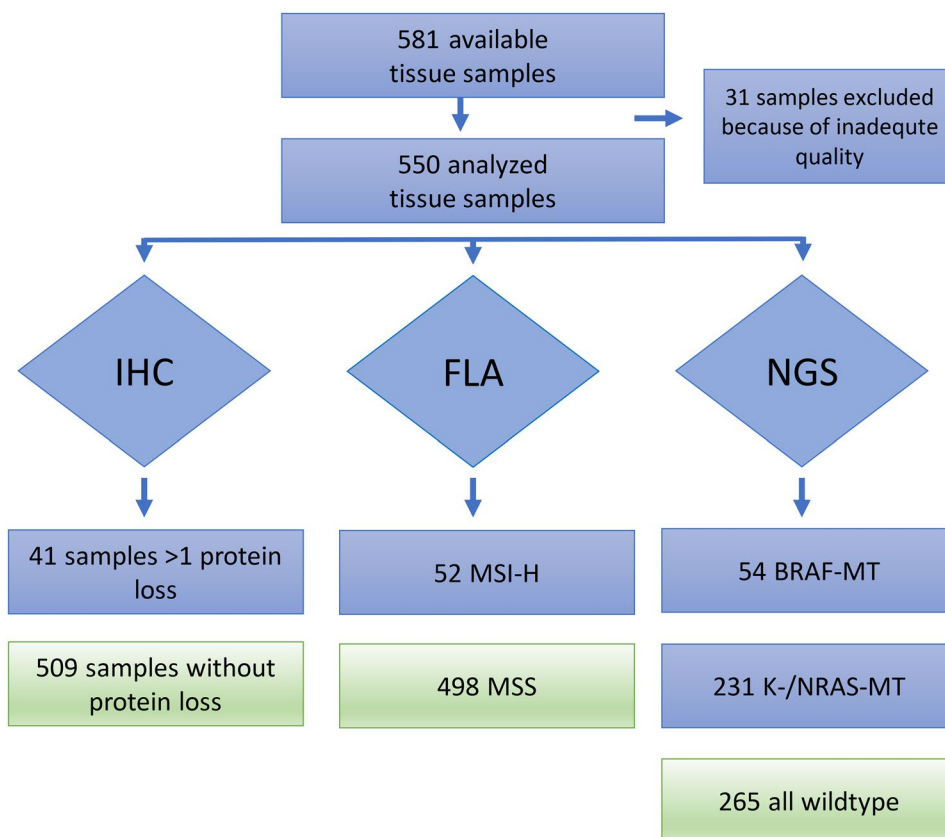 581 available
tissue samples
31 samples excluded
because of inadequte
quality
550 analyzed
tissue samples
IHC
FLA
NGS
41 samples >1 protein
loss
52 MSI-H
54 BRAF-MT
509 samples without
protein loss
498 MSS
231 K-/NRAS-MT
265 all wildtype